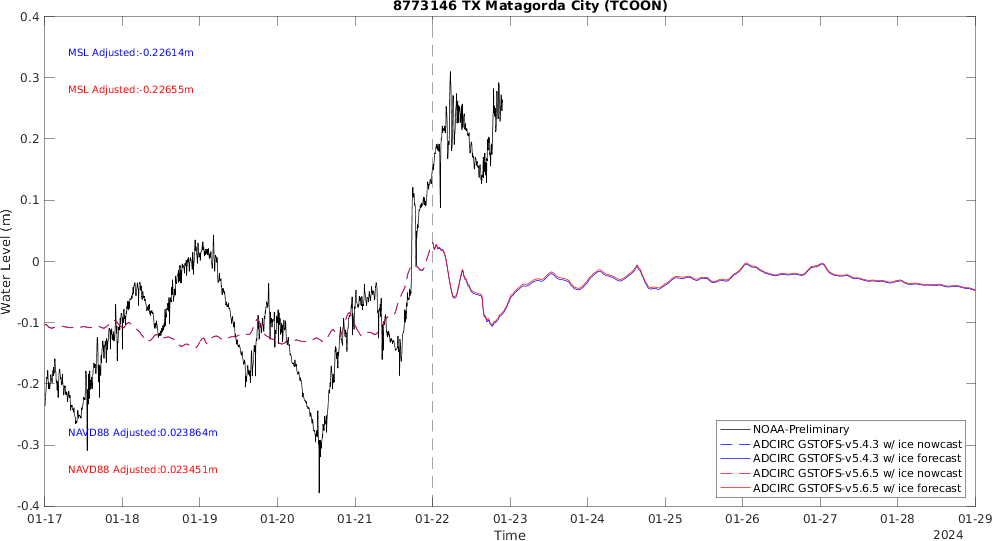 8773146 TX Matagorda City (TCOON)
0.4
0.3
0.2
0.1
0
-0.1
-0.2
-0.3
-0.4
Water Level (m)
MSL Adjusted:-0.22614m
MSL Adjusted:-0.22655m
NAVD88 Adjusted:0.023864m
NAVD88 Adjusted:0.023451m
NOAA-Preliminary
ADCIRC GSTOFS-v5.4.3 w/ ice nowcast
ADCIRC GSTOFS-v5.4.3 w/ ice forecast
ADCIRC GSTOFS-v5.6.5 w/ ice nowcast
ADCIRC GSTOFS-v5.6.5 w/ ice forecast
01-17 01-18 01-19 01-20 01-21 01-22 01-23 01-24 01-25 01-26 01-27 01-28 01-29
Time
2024